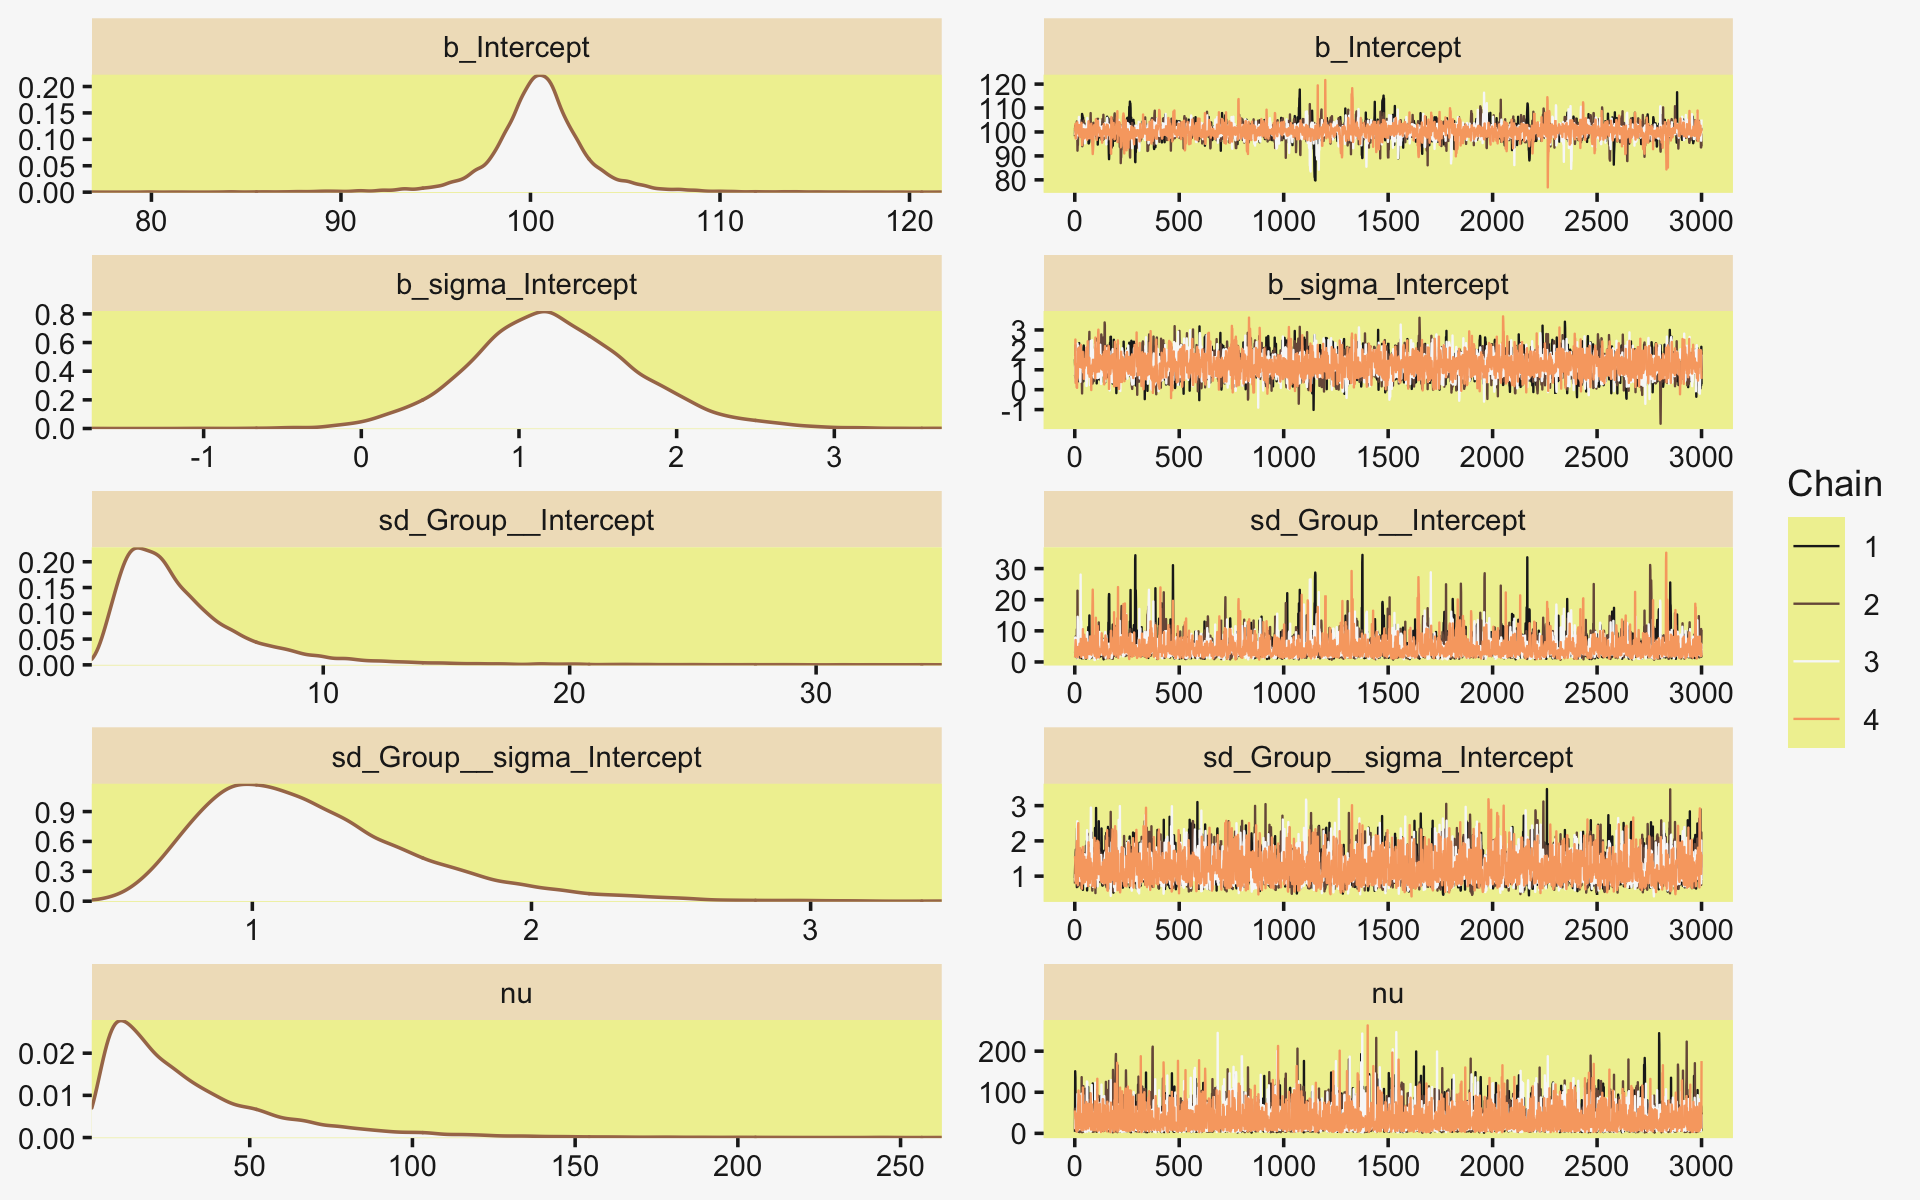 b_Intercept
0.20
0.15
0.10
0.05
0.00
80 90 100 110 120
b_Intercept
120
110
100
90
80
0 500 1000 1500 2000 2500 3000
b_sigma_Intercept
0.8
0.6
0.4
0.2
0.0
-1 0 1 2 3
b_sigma_Intercept
3
2
1
0
-1
0 500 1000 1500 2000 2500 3000
sd_Group__Intercept
0.20
0.15
0.10
0.05
0.00
10 20 30
sd_Group__Intercept
30
20
10
0
0 500 1000 1500 2000 2500 3000
sd_Group__sigma_Intercept
0.9
0.6
0.3
0.0
1 2 3
sd_Group__sigma_Intercept
3
2
1
0 500 1000 1500 2000 2500 3000
nu
0.02
0.01
0.00
50 100 150 200 250
nu
200
100
0
0 500 1000 1500 2000 2500 3000
Chain
1
2
3
4